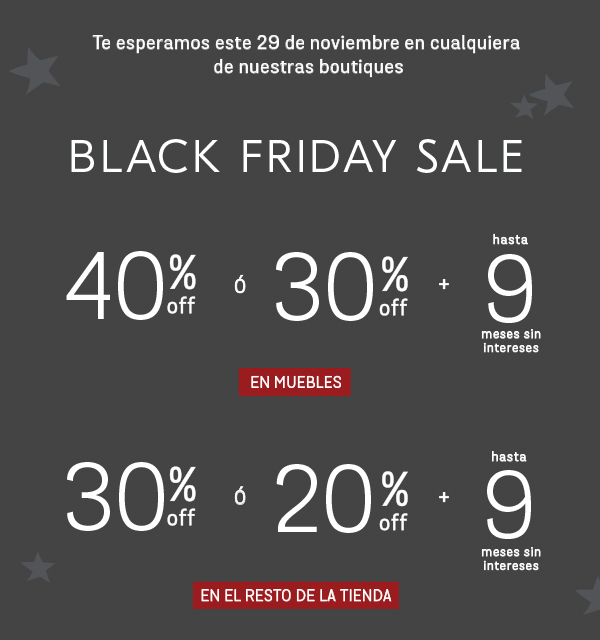 Te esperamos este 29 de noviembre en cualquiera
de nuestras boutiques
BLACK FRIDAY SALE
40% off ó 30% off + hasta 9 meses sin intereses
EN MUEBLES
30% off ó 20% off + hasta 9 meses sin intereses
EN EL RESTO DE LA TIENDA